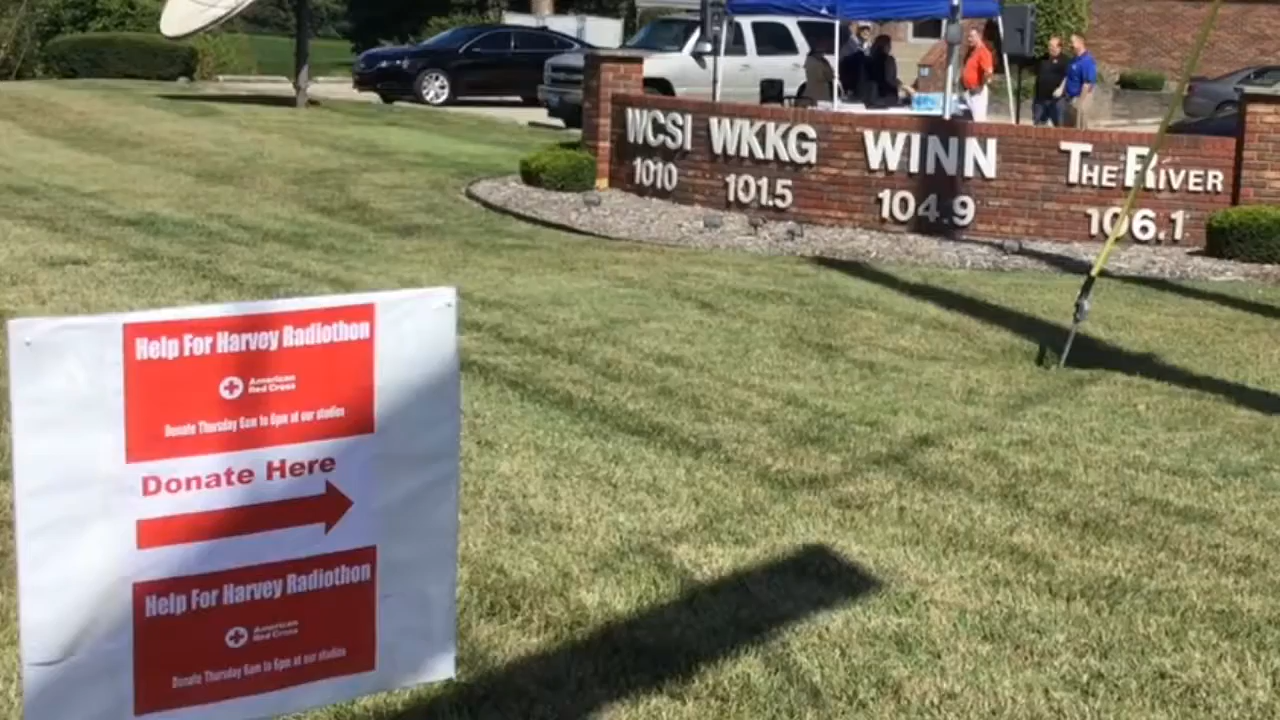 WCSI WKKG WINN THE RIVER
1010 101.5 104.9 106.1
Help For Harvey Radiothon
American
Red Cross
Donate Thursday 6am to 6pm at our studios
Donate Here
Help For Harvey Radiothon
American
Red Cross
Donate Thursday 6am to 6pm at our studios